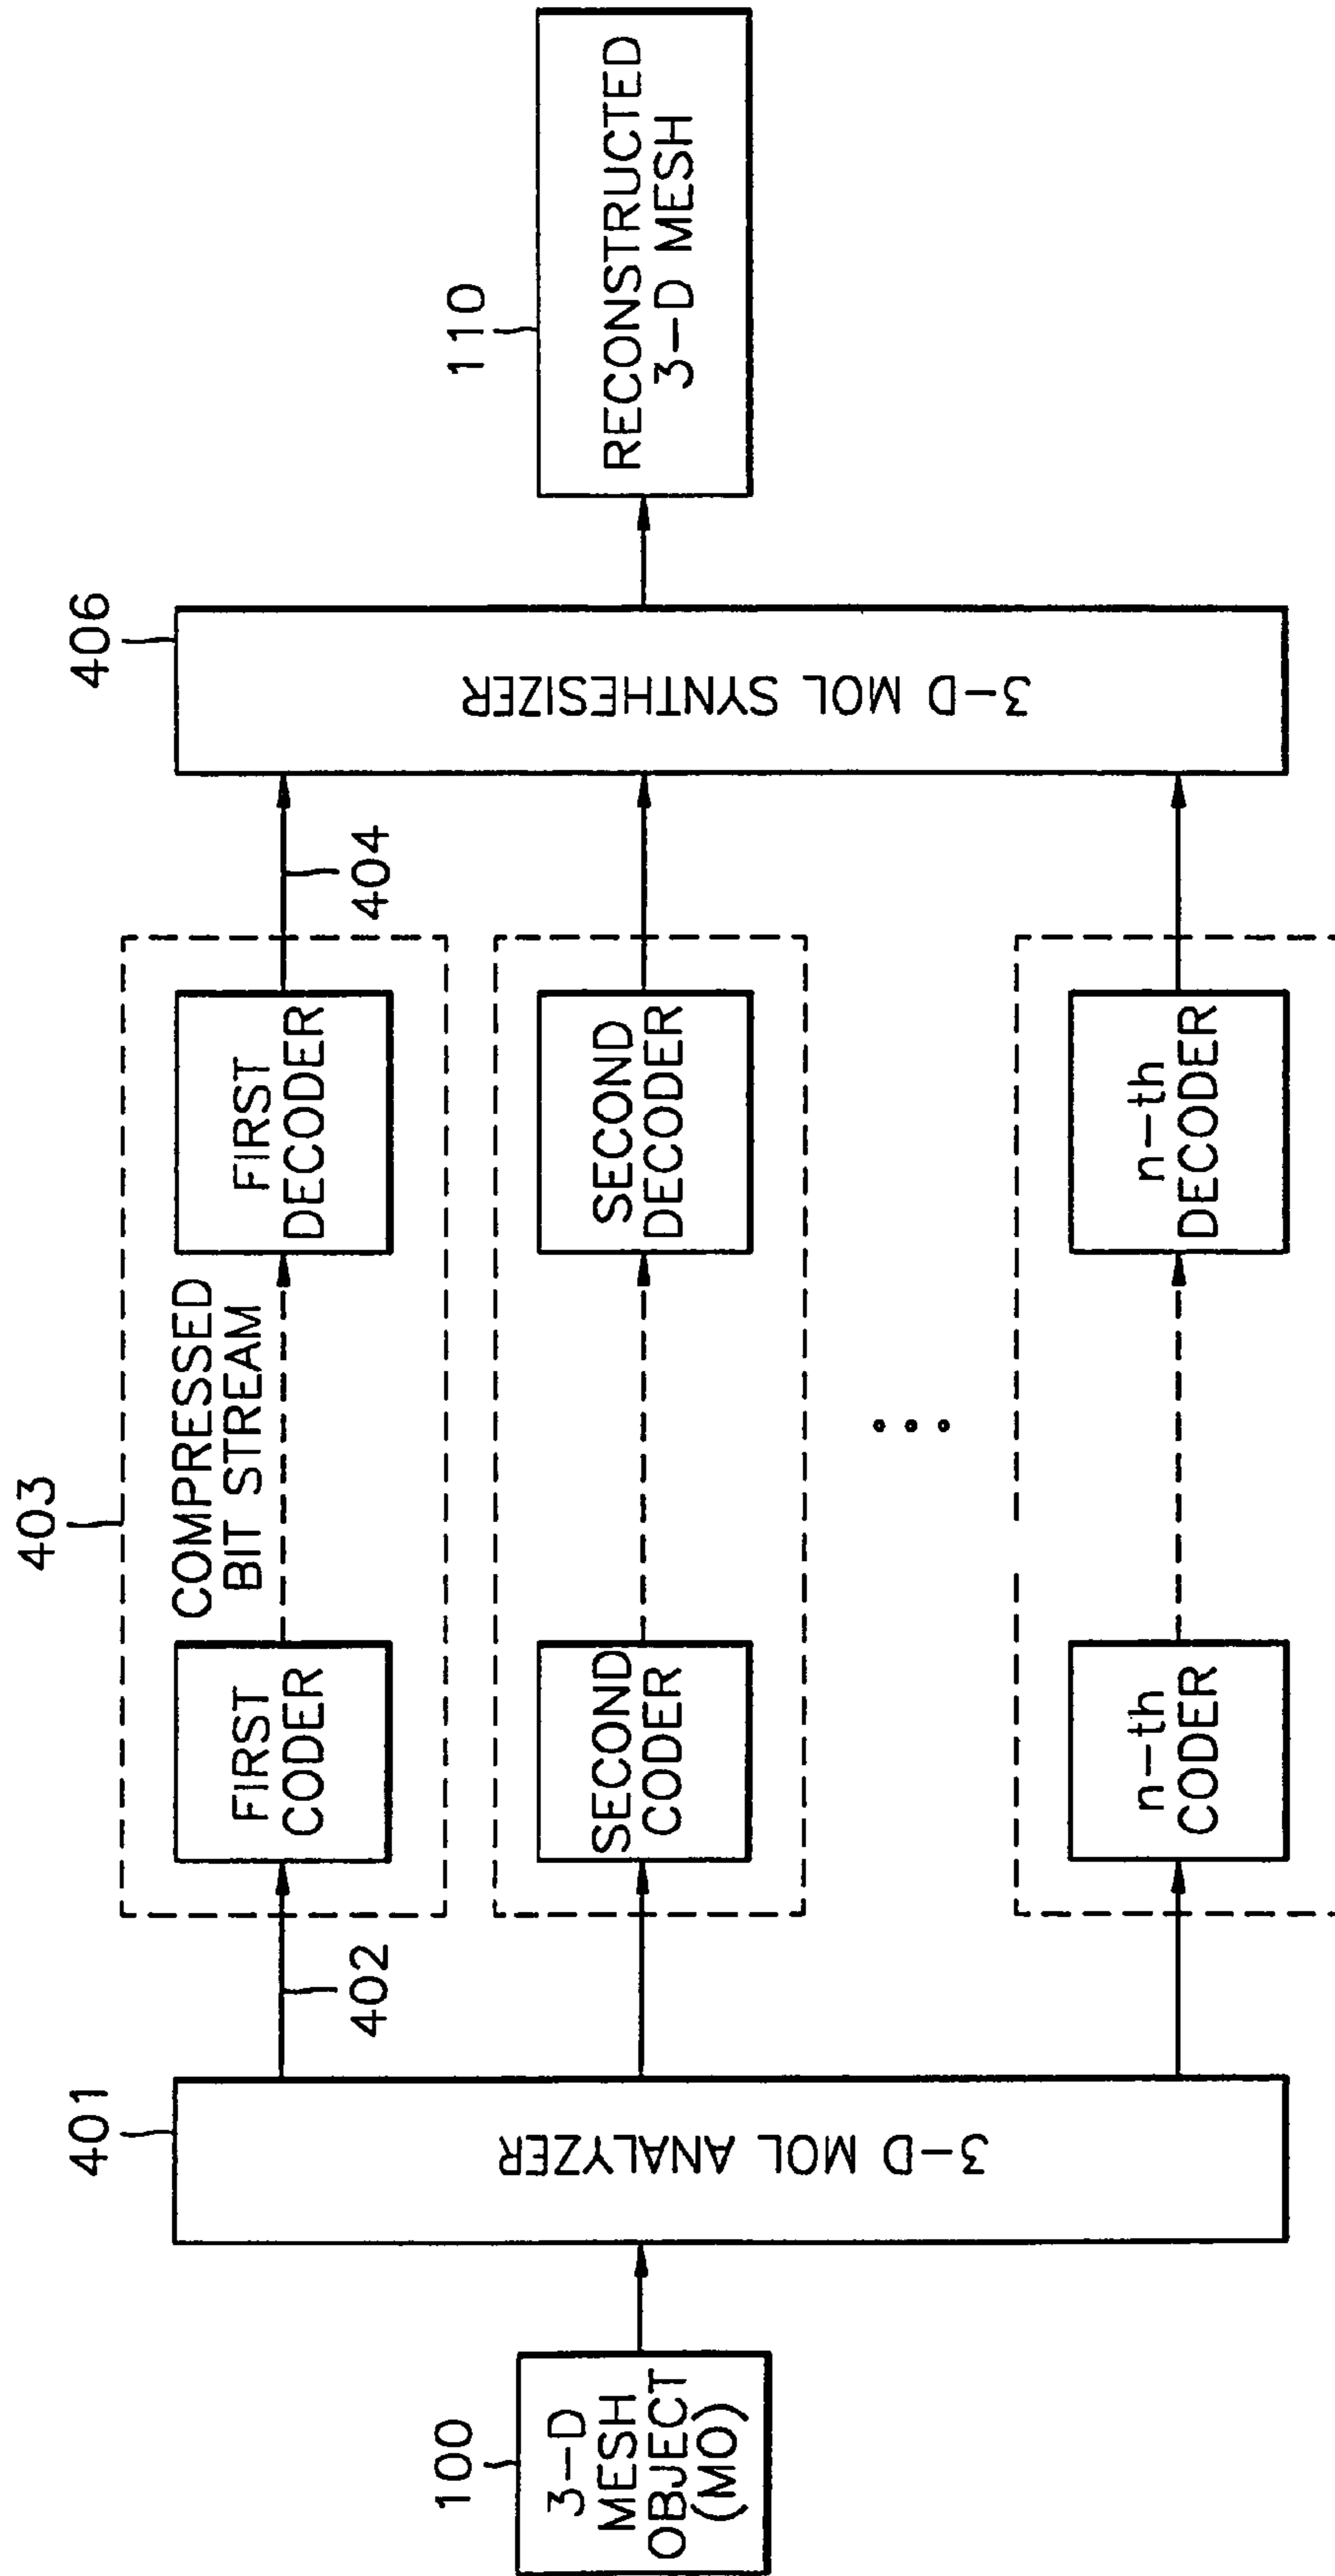 100
3-D
MESH
OBJECT
(MO)
401
3-D MOL ANALYZER
402
403
FIRST
CODER
COMPRESSED
BIT STREAM
FIRST
DECODER
SECOND
CODER
SECOND
DECODER
n-th
CODER
n-th
DECODER
404
406
3-D MOL SYNTHESIZER
110
RECONSTRUCTED
3-D MESH